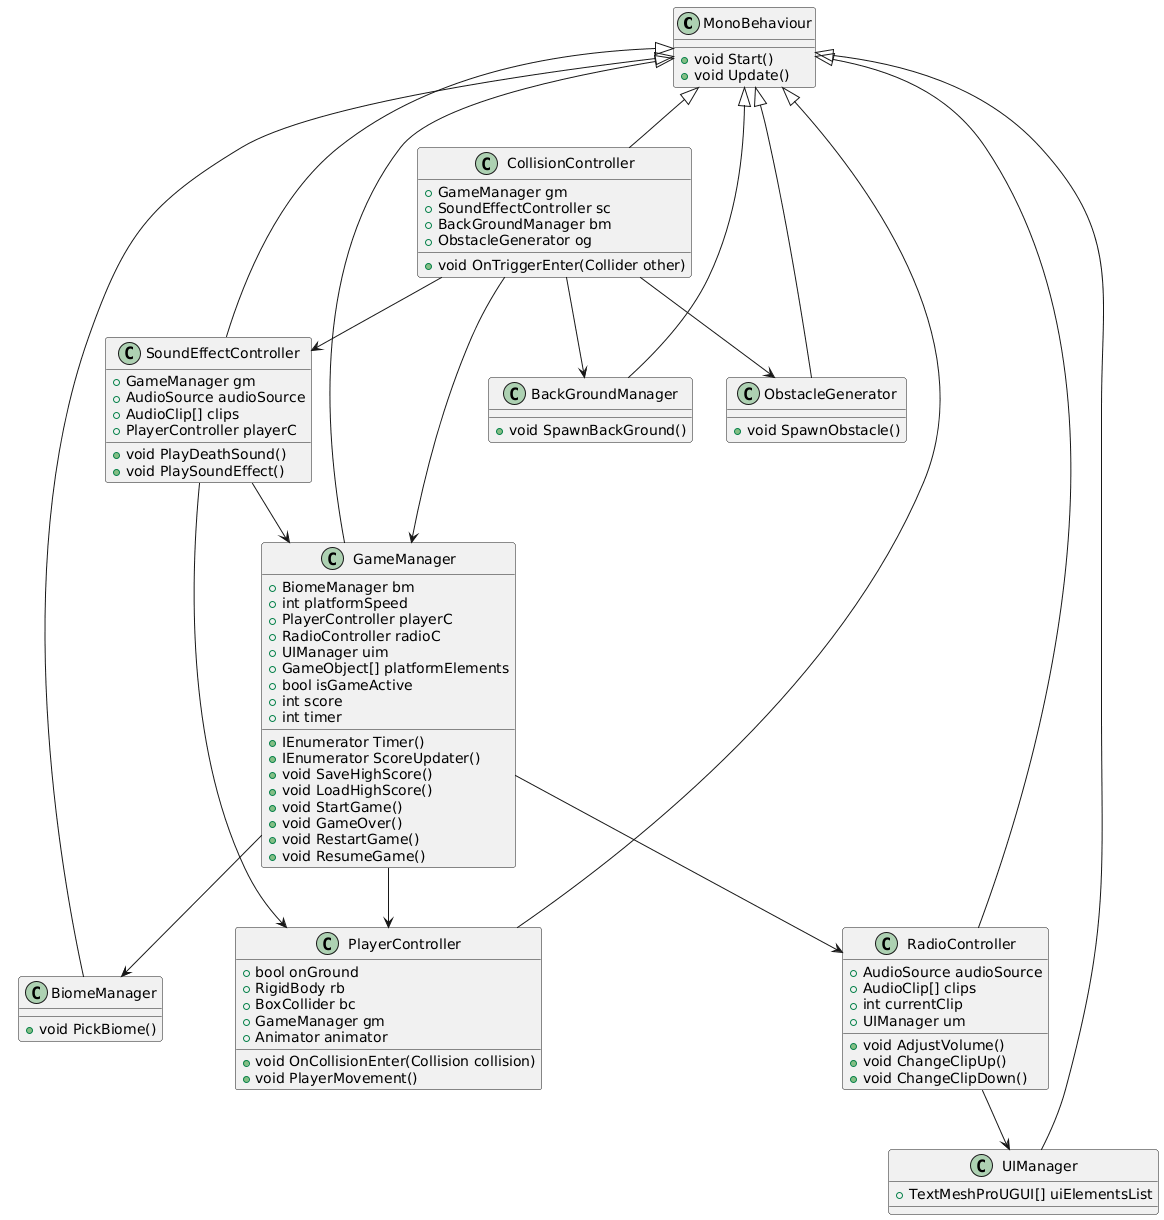 MonoBehaviour
void Start()
void Update()
CollisionController
GameManager gm
SoundEffectController sc
BackGroundManager bm
ObstacleGenerator og
void OnTriggerEnter(Collider other)
SoundEffectController
GameManager gm
AudioSource audioSource
AudioClip[] clips
PlayerController playerC
void PlayDeathSound()
void PlaySoundEffect()
BackGroundManager
void SpawnBackGround()
ObstacleGenerator
void SpawnObstacle()
GameManager
BiomeManager bm
int platformSpeed
PlayerController playerC
RadioController radioC
UIManager uim
GameObject[] platformElements
bool isGameActive
int score
int timer
IEnumerator Timer()
IEnumerator ScoreUpdater()
void SaveHighScore()
void LoadHighScore()
void StartGame()
void GameOver()
void RestartGame()
void ResumeGame()
BiomeManager
void PickBiome()
PlayerController
bool onGround
RigidBody rb
BoxCollider bc
GameManager gm
Animator animator
void OnCollisionEnter(Collision collision)
void PlayerMovement()
RadioController
AudioSource audioSource
AudioClip[] clips
int currentClip
UIManager um
void AdjustVolume()
void ChangeClipUp()
void ChangeClipDown()
UIManager
TextMeshProUGUI[] uiElementsList